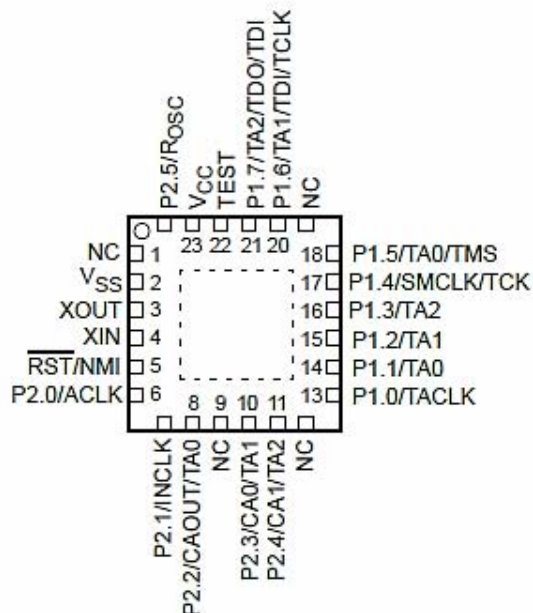 P2.5/ROSC
VCC
TEST
P1.7/TA2/TDO/TDI
P1.6/TA1/TDI/TCLK
NC
23 22 21 20
NC 1
VSS 2
XOUT 3
XIN 4
RST/NMI 5
P2.0/ACLK 6
18 P1.5/TA0/TMS
17 P1.4/SMCLK/TCK
16 P1.3/TA2
15 P1.2/TA1
14 P1.1/TA0
13 P1.0/TACLK
8 9 10 11
P2.1/INCLK
P2.2/CAOUT/TA0
NC
P2.3/CA0/TA1
P2.4/CA1/TA2
NC